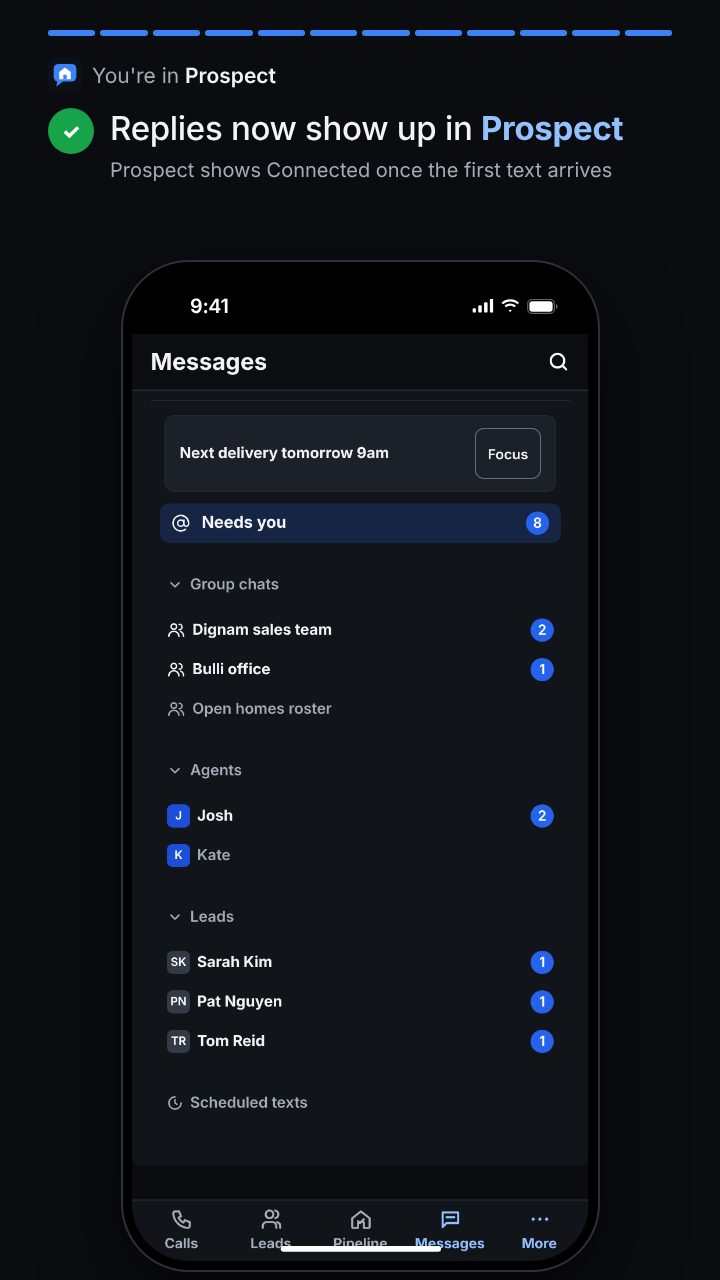 You're in Prospect
Replies now show up in Prospect
Prospect shows Connected once the first text arrives
9:41
Messages
Next delivery tomorrow 9am
Focus
Needs you
8
Group chats
Dignam sales team
2
Bulli office
1
Open homes roster
Agents
J
Josh
2
K
Kate
Leads
SK
Sarah Kim
1
PN
Pat Nguyen
1
TR
Tom Reid
1
Scheduled texts
Calls
Leads
Pipeline
Messages
More